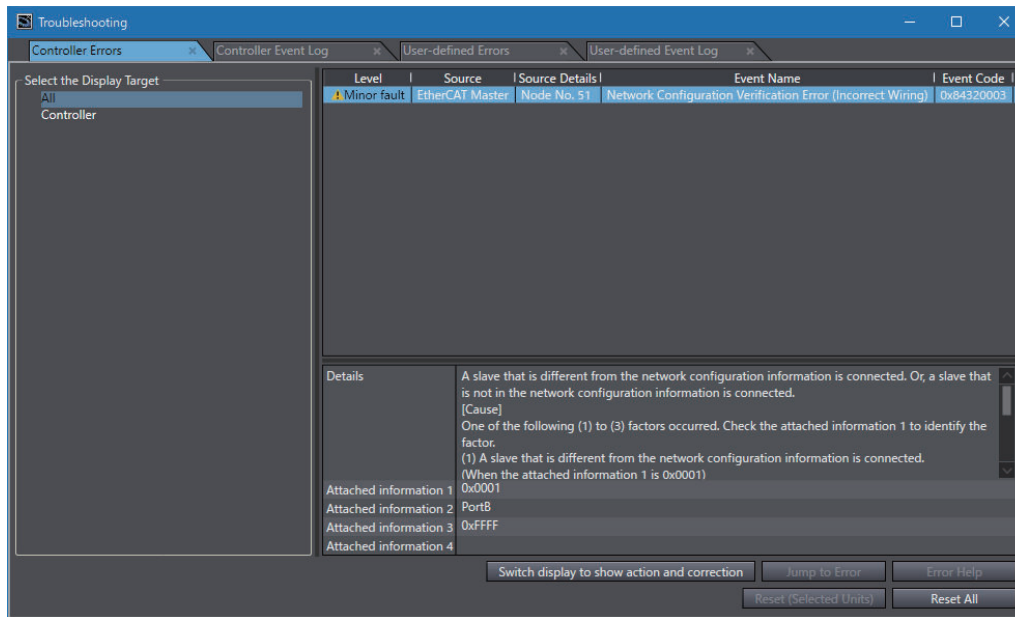 Troubleshooting
Controller Errors
Controller Event Log
User-defined Errors
User-defined Event Log
Select the Display Target
All
Controller
Level Source Source Details Event Name Event Code
Minor fault EtherCAT Master Node No. 51 Network Configuration Verification Error (Incorrect Wiring) 0x84320003
Details
A slave that is different from the network configuration information is connected. Or, a slave that
is not in the network configuration information is connected.
[Cause]
One of the following (1) to (3) factors occurred. Check the attached information 1 to identify the
factor.
(1) A slave that is different from the network configuration information is connected.
(When the attached information 1 is 0x0001)
Attached information 1 0x0001
Attached information 2 PortB
Attached information 3 0xFFFF
Attached information 4
Switch display to show action and correction
Jump to Error
Error Help
Reset (Selected Units)
Reset All